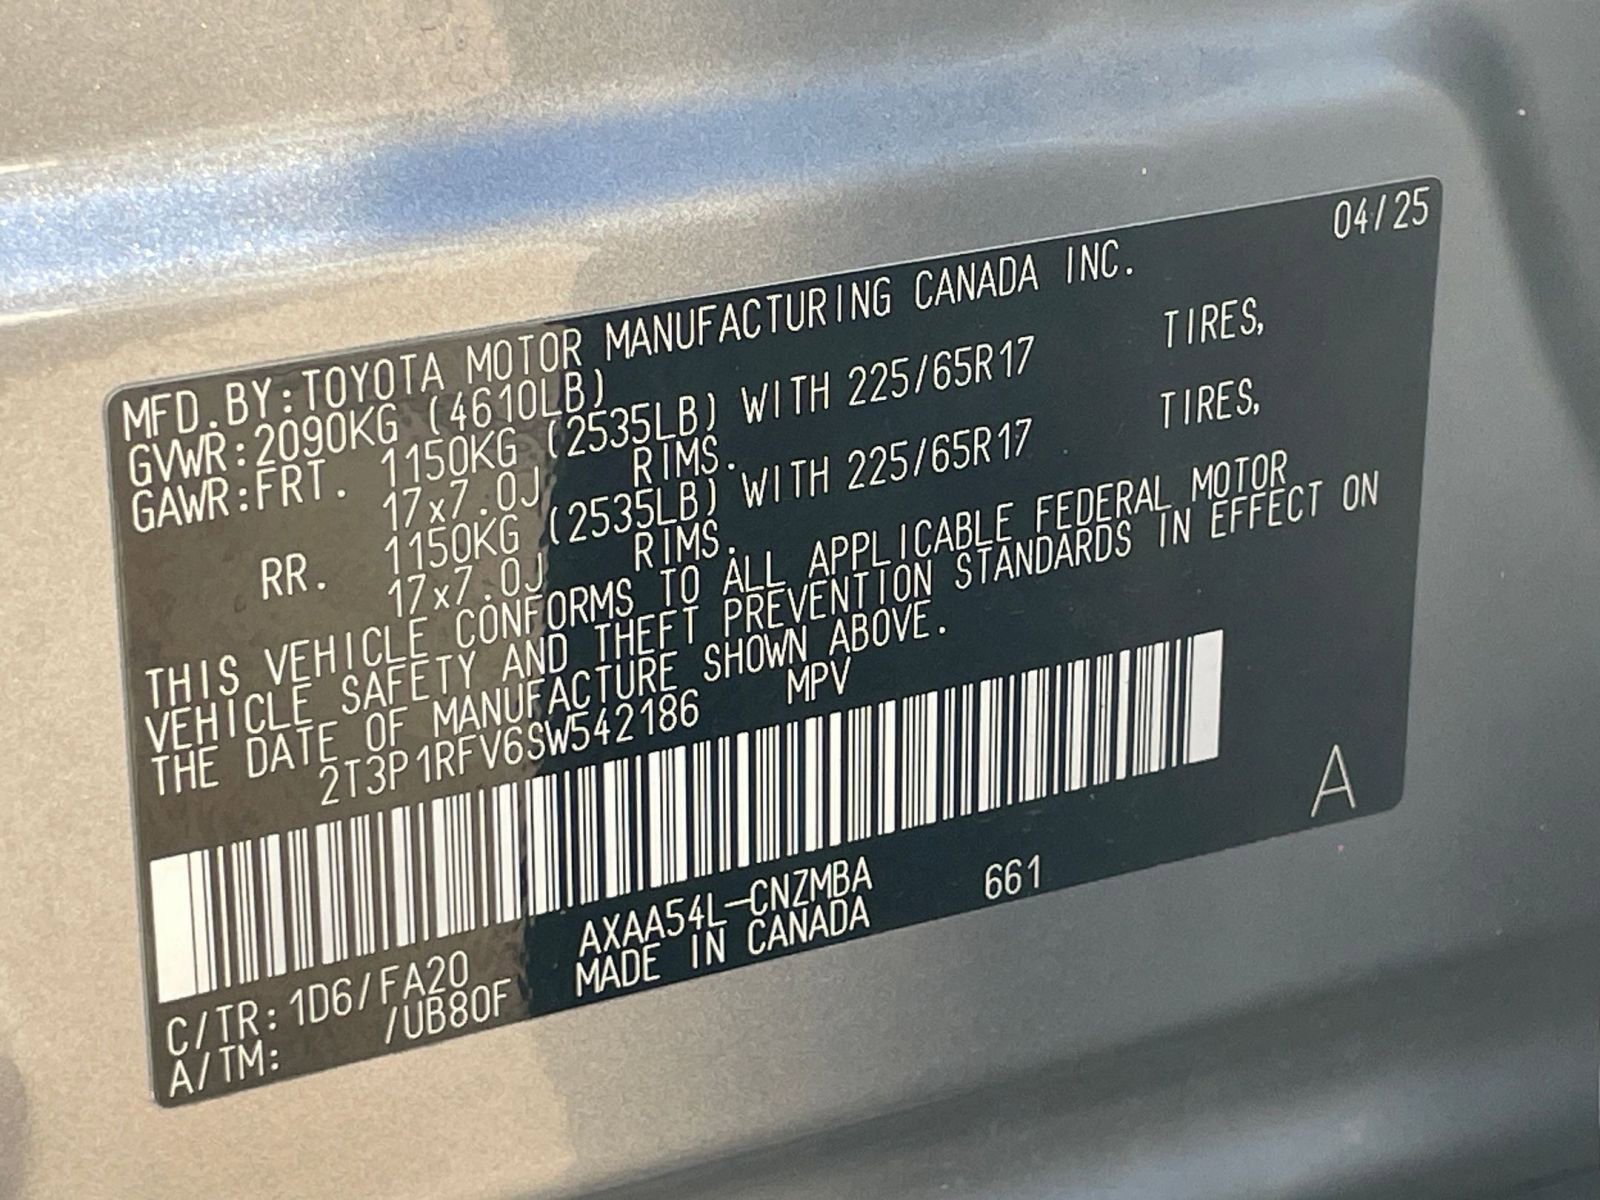 04/25
MFD.BY:TOYOTA MOTOR MANUFACTURING CANADA INC.
GVWR:2090KG (4610LB)
GAWR:FRT. 1150KG (2535LB) WITH 225/65R17 TIRES,
17x7.0J RIMS.
RR. 1150KG (2535LB) WITH 225/65R17 TIRES,
17x7.0J RIMS.
THIS VEHICLE CONFORMS TO ALL APPLICABLE FEDERAL MOTOR
VEHICLE SAFETY AND THEFT PREVENTION STANDARDS IN EFFECT ON
THE DATE OF MANUFACTURE SHOWN ABOVE.
2T3P1RFV6SW542186 MPV
A
AXAA54L-CNZMBA 661
C/TR:1D6/FA20 MADE IN CANADA
A/TM: /UB80F